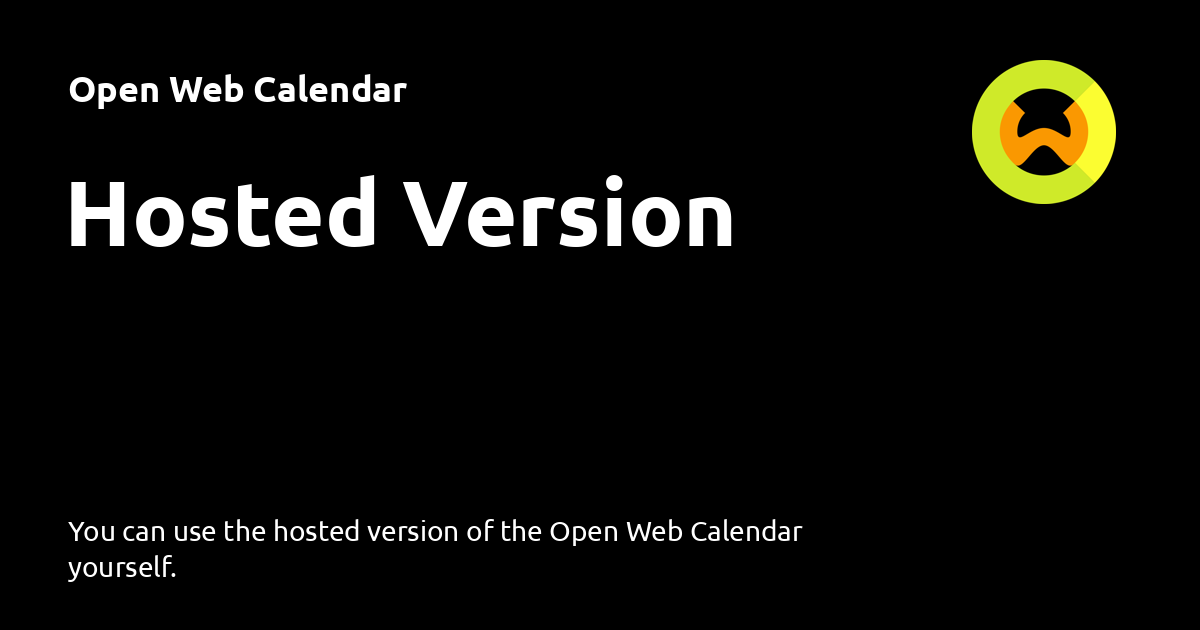 Open Web Calendar
Hosted Version
You can use the hosted version of the Open Web Calendar
yourself.